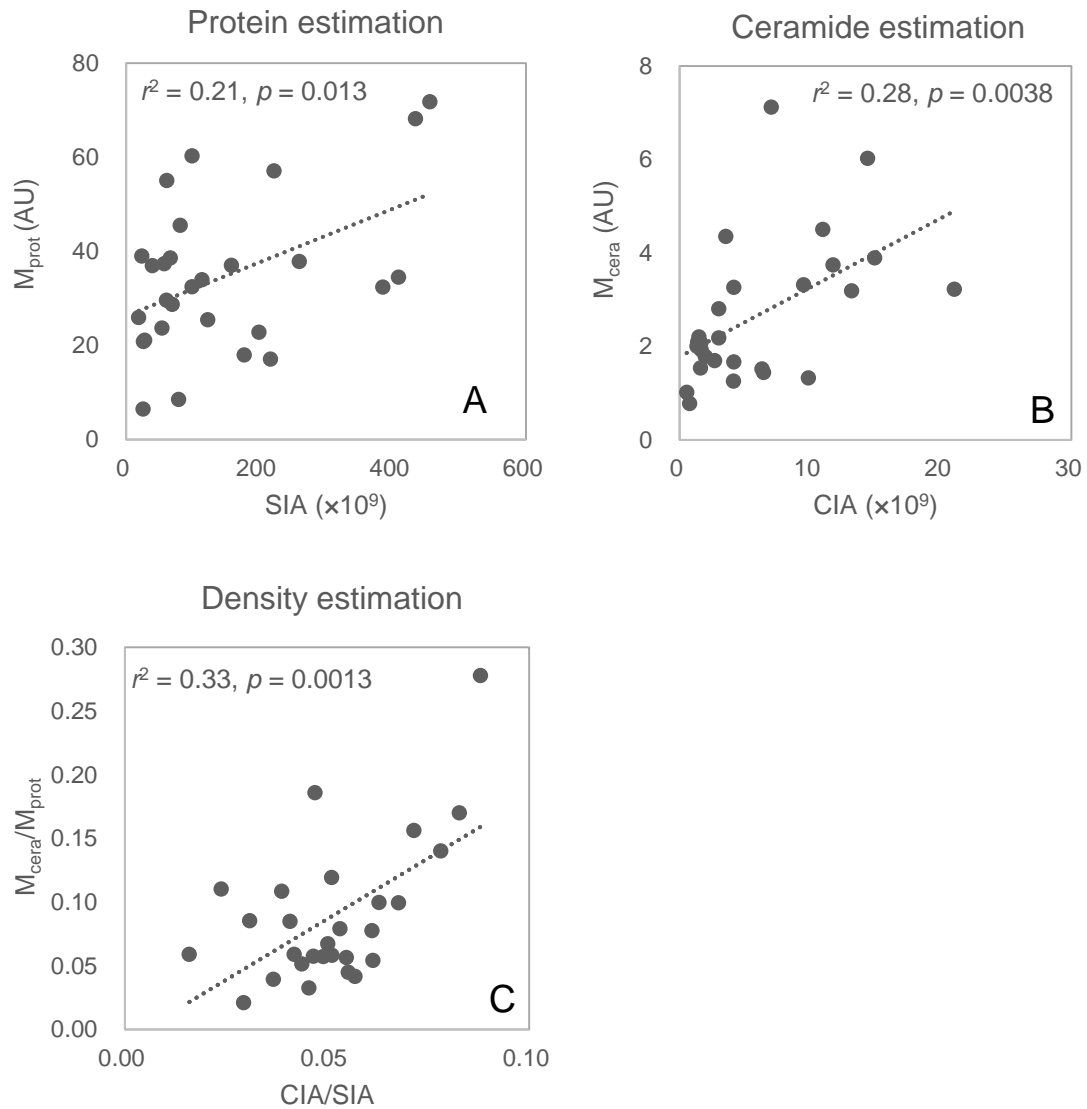 Protein estimation
80
60
40
20
0
M_prot (AU)
r² = 0.21, p = 0.013
A
0 200 400 600
SIA (×10⁹)
Ceramide estimation
8
6
4
2
0
M_cera (AU)
r² = 0.28, p = 0.0038
B
0 10 20 30
CIA (×10⁹)
Density estimation
0.30
0.25
0.20
0.15
0.10
0.05
0.00
M_cera/M_prot
r² = 0.33, p = 0.0013
C
0.00 0.05 0.10
CIA/SIA